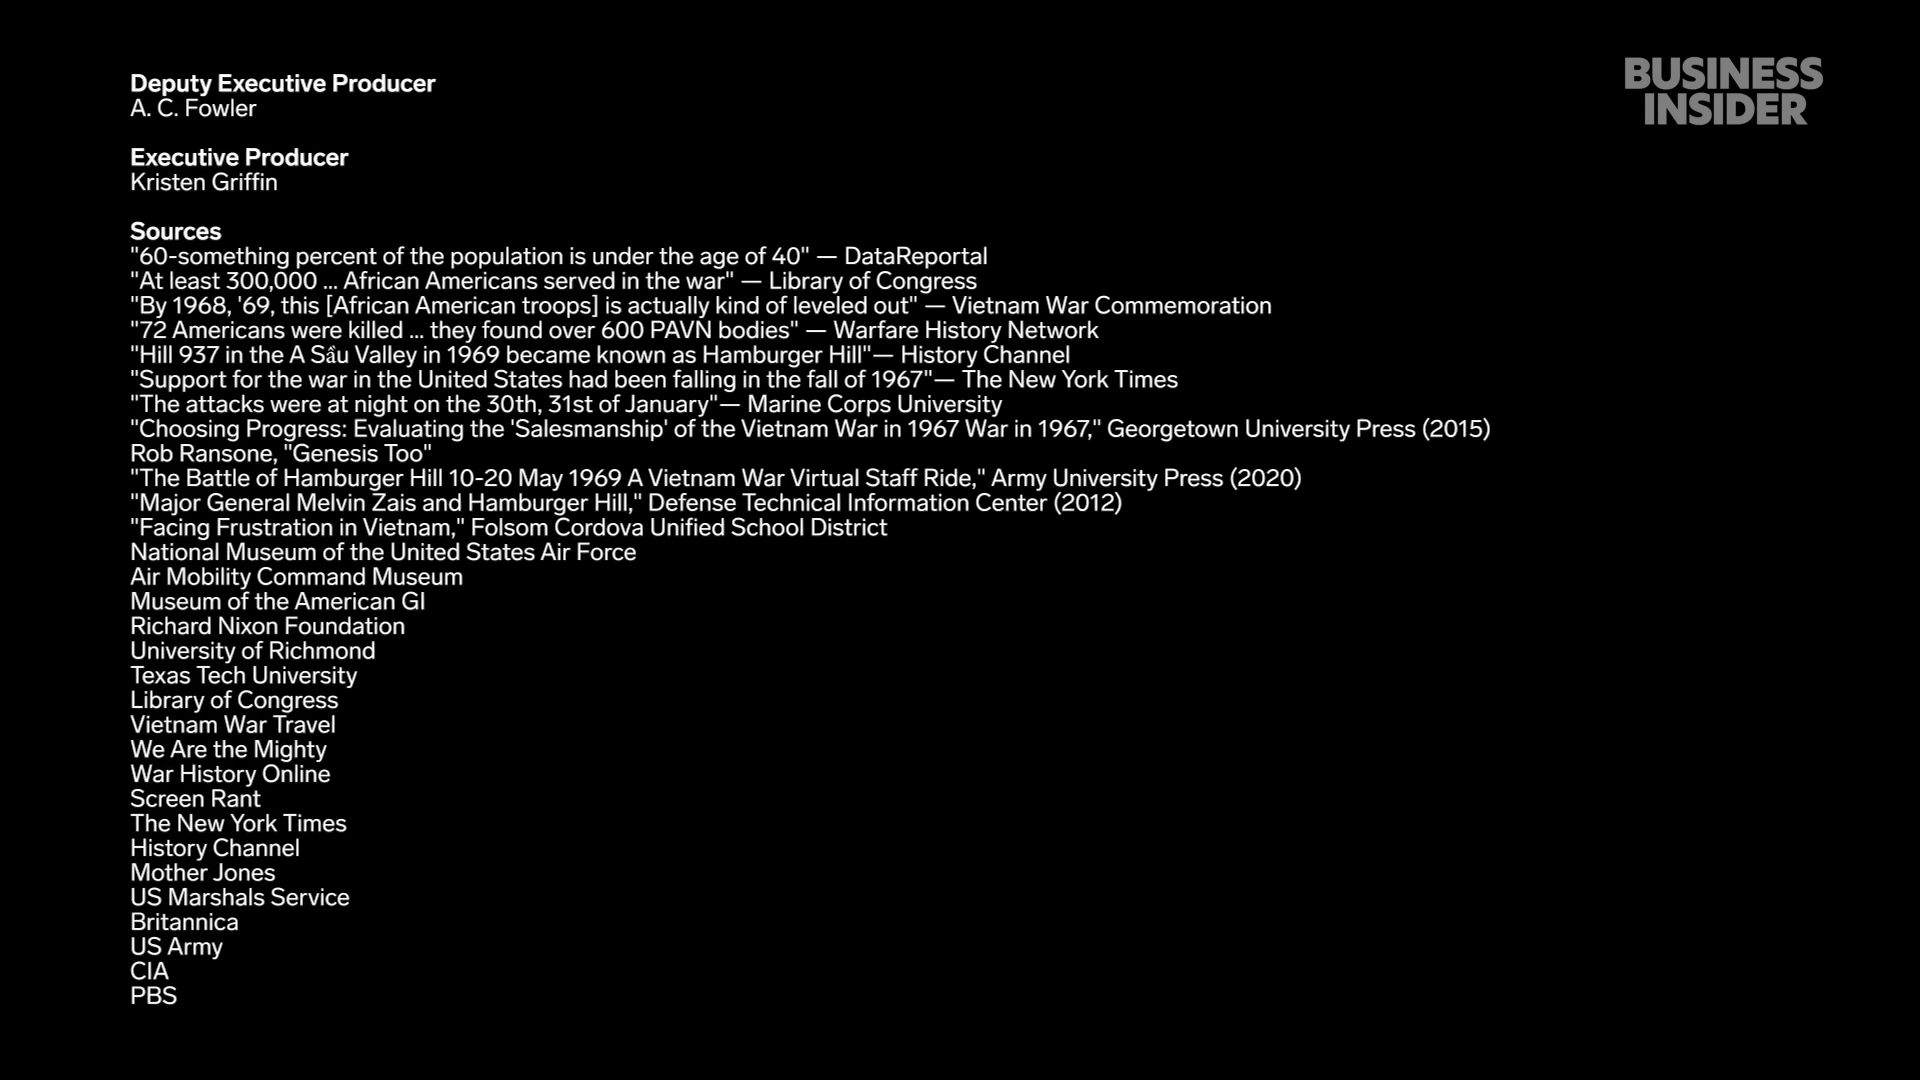 BUSINESS
INSIDER
Deputy Executive Producer
A. C. Fowler
Executive Producer
Kristen Griffin
Sources
"60-something percent of the population is under the age of 40" — DataReportal
"At least 300,000 ... African Americans served in the war" — Library of Congress
"By 1968, '69, this [African American troops] is actually kind of leveled out" — Vietnam War Commemoration
"72 Americans were killed ... they found over 600 PAVN bodies" — Warfare History Network
"Hill 937 in the A Sầu Valley in 1969 became known as Hamburger Hill"— History Channel
"Support for the war in the United States had been falling in the fall of 1967"— The New York Times
"The attacks were at night on the 30th, 31st of January"— Marine Corps University
"Choosing Progress: Evaluating the 'Salesmanship' of the Vietnam War in 1967 War in 1967," Georgetown University Press (2015)
Rob Ransone, "Genesis Too"
"The Battle of Hamburger Hill 10-20 May 1969 A Vietnam War Virtual Staff Ride," Army University Press (2020)
"Major General Melvin Zais and Hamburger Hill," Defense Technical Information Center (2012)
"Facing Frustration in Vietnam," Folsom Cordova Unified School District
National Museum of the United States Air Force
Air Mobility Command Museum
Museum of the American GI
Richard Nixon Foundation
University of Richmond
Texas Tech University
Library of Congress
Vietnam War Travel
We Are the Mighty
War History Online
Screen Rant
The New York Times
History Channel
Mother Jones
US Marshals Service
Britannica
US Army
CIA
PBS